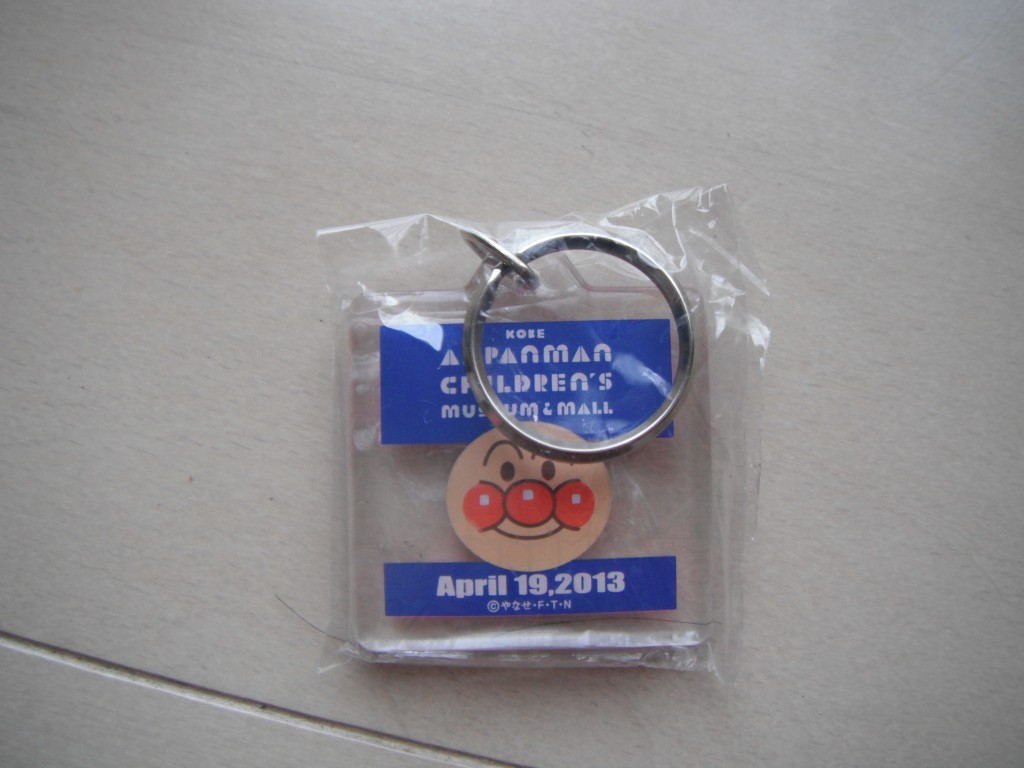 KOBE
ANPANMAN
CHILDREN'S
MUSEUM & MALL
April 19,2013
©やなせ・F・T・N